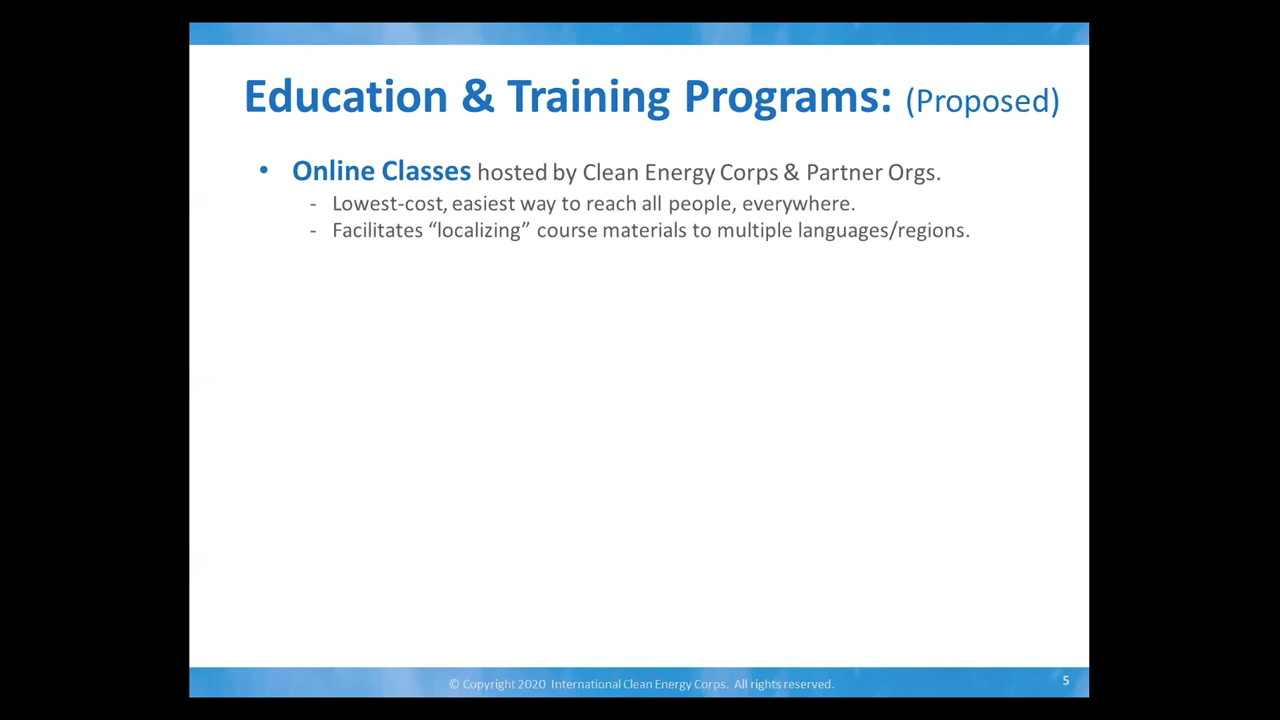 Education & Training Programs: (Proposed)
• Online Classes hosted by Clean Energy Corps & Partner Orgs.
- Lowest-cost, easiest way to reach all people, everywhere.
- Facilitates “localizing” course materials to multiple languages/regions.
© Copyright 2020 International Clean Energy Corps. All rights reserved.
5